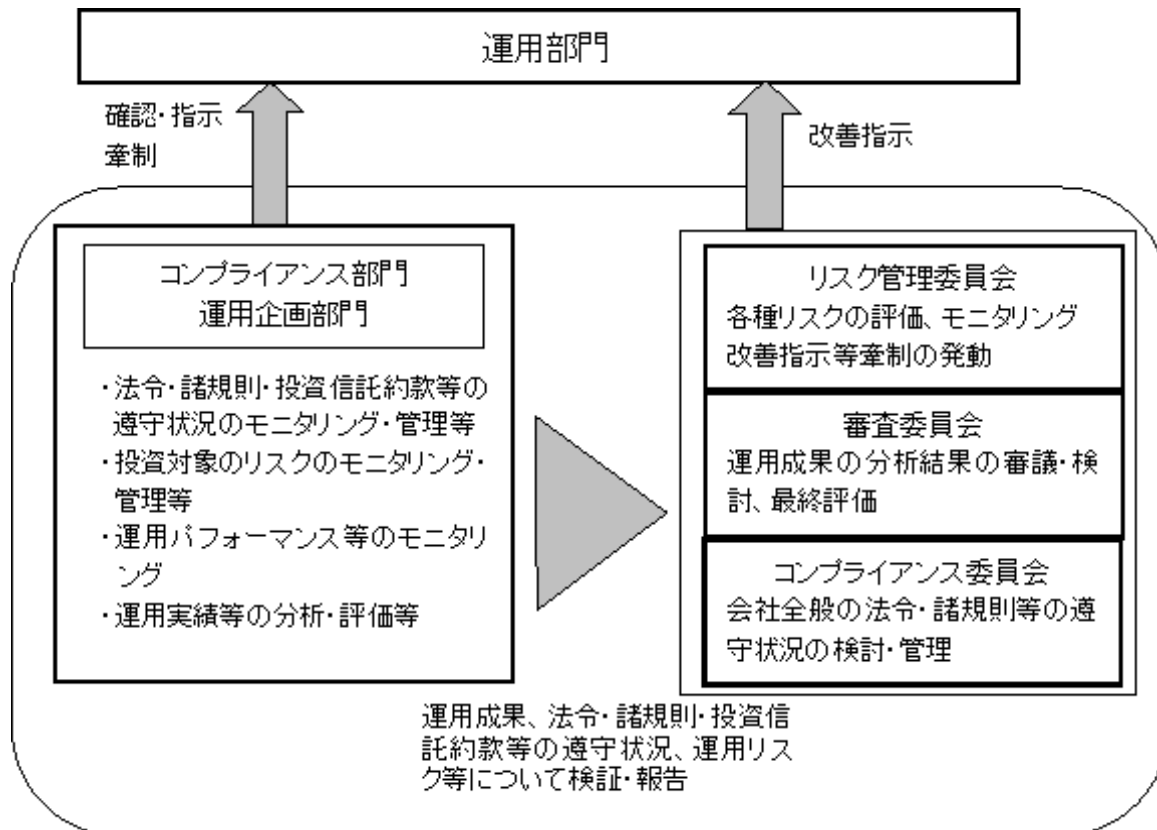 運用部門
確認・指示
牽制
改善指示
コンプライアンス部門
運用企画部門
・法令・諸規則・投資信託約款等の
遵守状況のモニタリング・管理等
・投資対象のリスクのモニタリング・
管理等
・運用パフォーマンス等のモニタリ
ング
・運用実績等の分析・評価等
リスク管理委員会
各種リスクの評価、モニタリング
改善指示等牽制の発動
審査委員会
運用成果の分析結果の審議・検
討、最終評価
コンプライアンス委員会
会社全般の法令・諸規則等の遵
守状況の検討・管理
運用成果、法令・諸規則・投資信
託約款等の遵守状況、運用リス
ク等について検証・報告